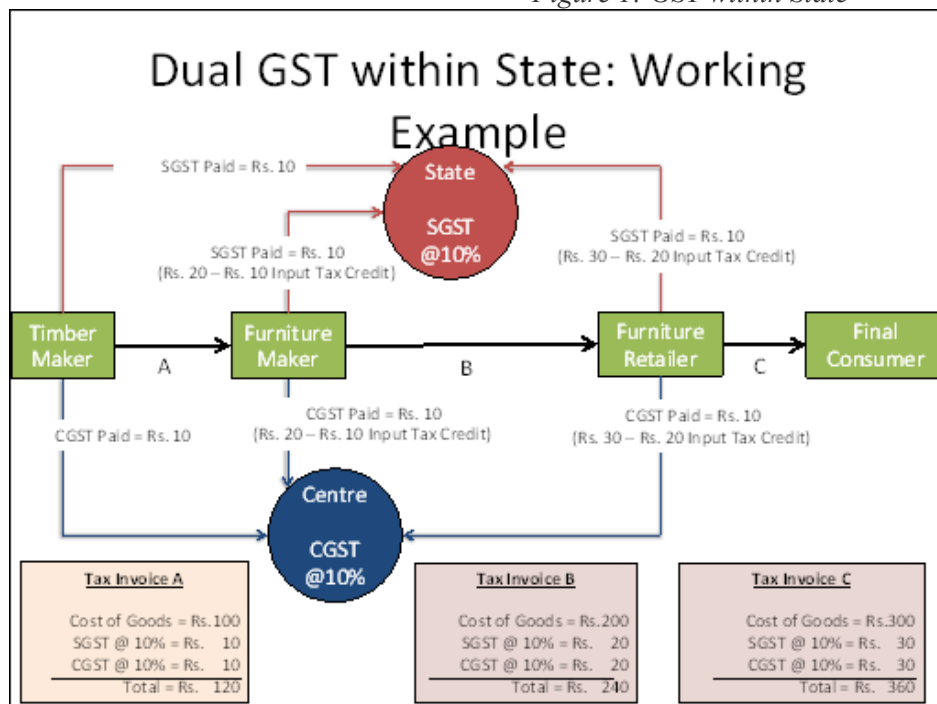 Figure 1: GST within State
Dual GST within State: Working
Example
SGST Paid = Rs. 10
State
SGST
@10%
SGST Paid = Rs. 10
(Rs. 20 – Rs. 10 Input Tax Credit)
SGST Paid = Rs. 10
(Rs. 30 – Rs. 20 Input Tax Credit)
Timber
Maker
A
Furniture
Maker
B
Furniture
Retailer
C
Final
Consumer
CGST Paid = Rs. 10
CGST Paid = Rs. 10
(Rs. 20 – Rs. 10 Input Tax Credit)
CGST Paid = Rs. 10
(Rs. 30 – Rs. 20 Input Tax Credit)
Centre
CGST
@10%
Tax Invoice A
Cost of Goods = Rs.100
SGST @ 10% = Rs. 10
CGST @ 10% = Rs. 10
Total = Rs. 120
Tax Invoice B
Cost of Goods = Rs.200
SGST @ 10% = Rs. 20
CGST @ 10% = Rs. 20
Total = Rs. 240
Tax Invoice C
Cost of Goods = Rs.300
SGST @ 10% = Rs. 30
CGST @ 10% = Rs. 30
Total = Rs. 360